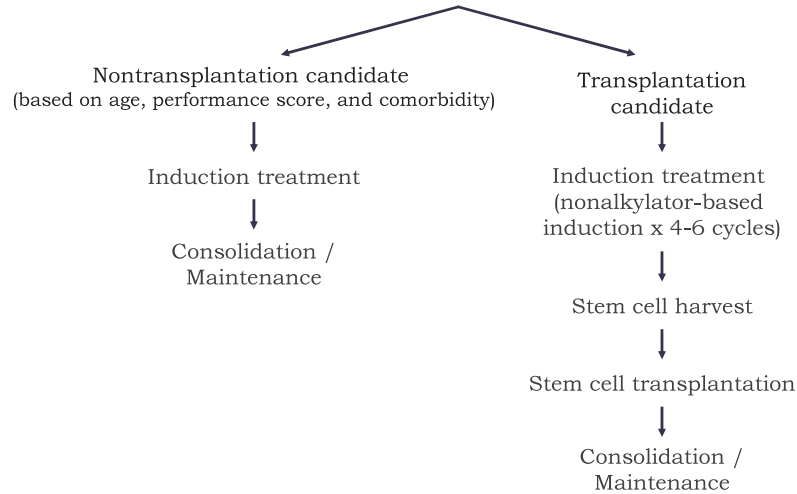 Nontransplantation candidate
(based on age, performance score, and comorbidity)
Induction treatment
Consolidation /
Maintenance
Transplantation
candidate
Induction treatment
(nonalkylator-based
induction x 4-6 cycles)
Stem cell harvest
Stem cell transplantation
Consolidation /
Maintenance